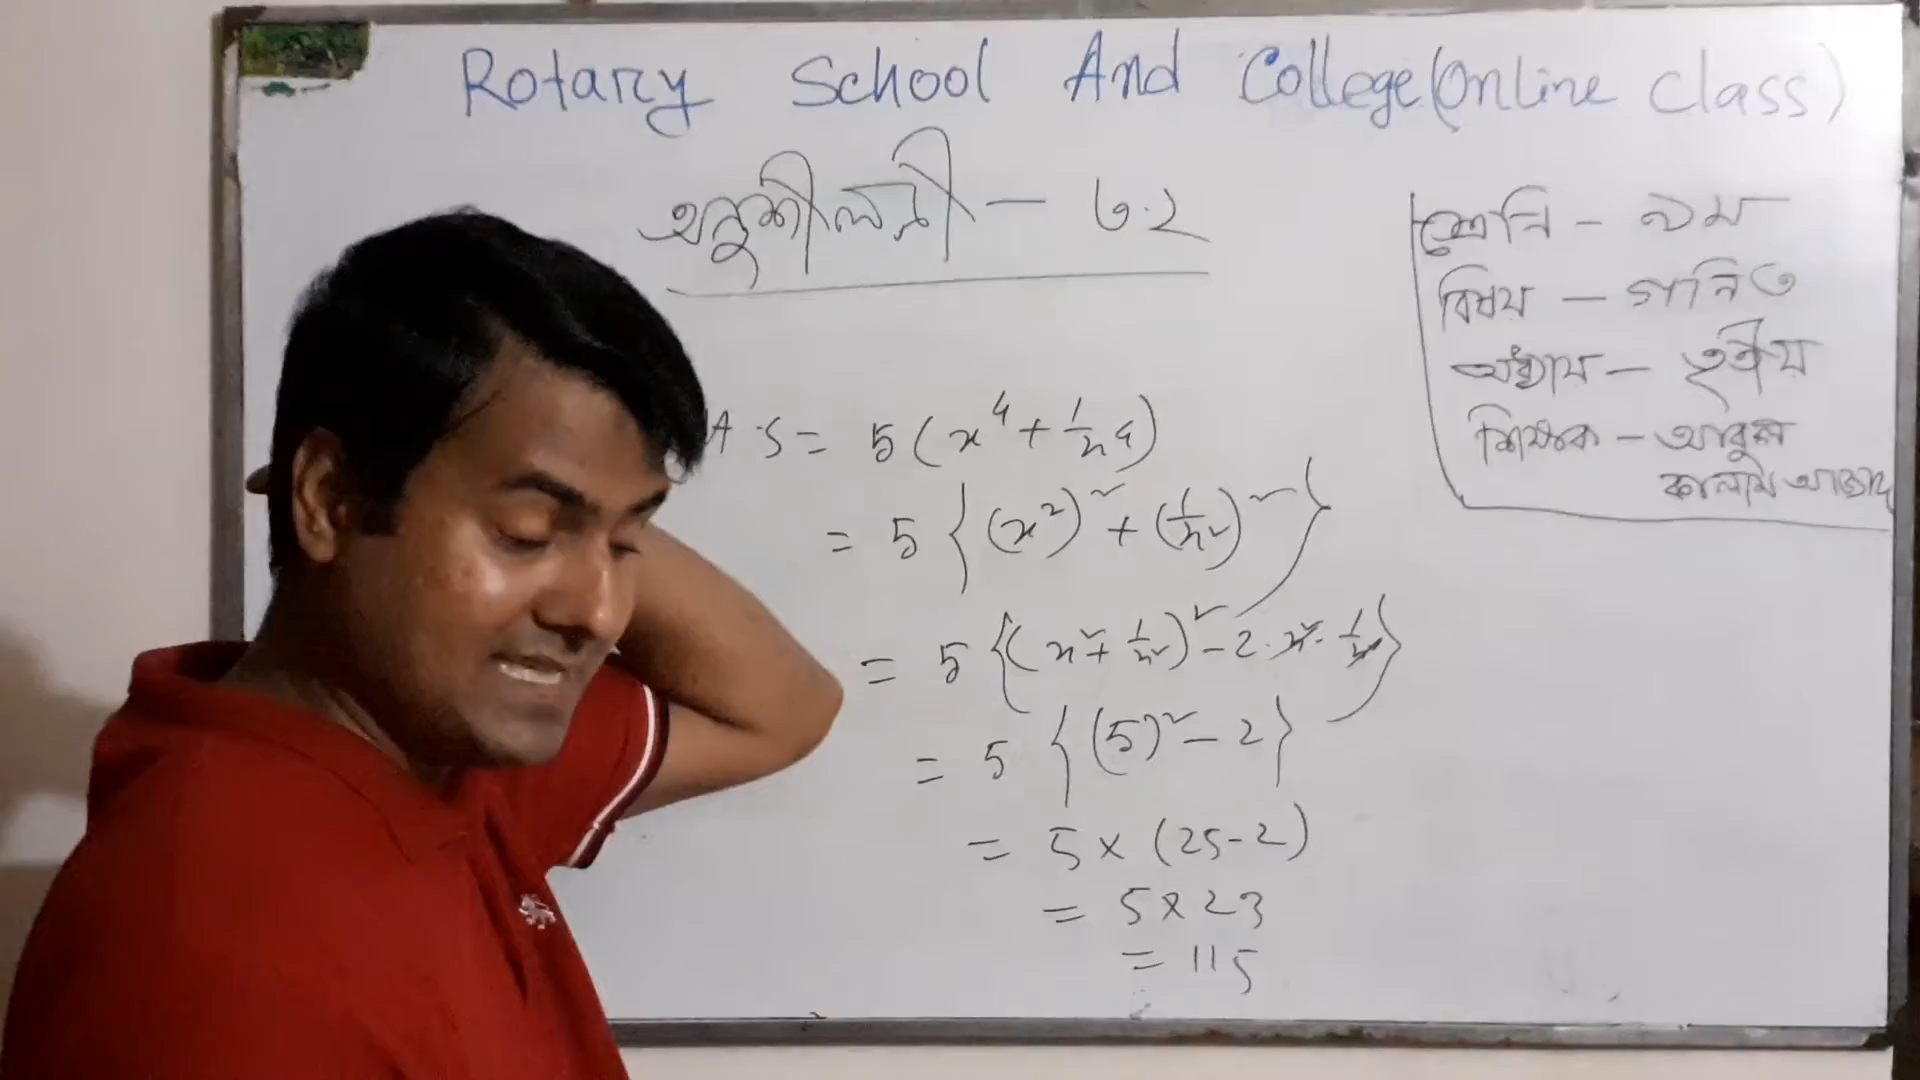 Rotary School And College (Online Class)
অনুশীলনী - ৩.২
শ্রেনি - ৯ম
বিষয় - গনিত
অধ্যায় - তৃতীয়
শিক্ষক - আবুল
কালাম আজাদ
A.S = 5(x⁴ + 1/x⁴)
= 5 {(x²)² + (1/x²)²}
= 5 {(x² + 1/x²)² - 2·x²·1/x²}
= 5 {(5)² - 2}
= 5 × (25-2)
= 5 × 23
= 115